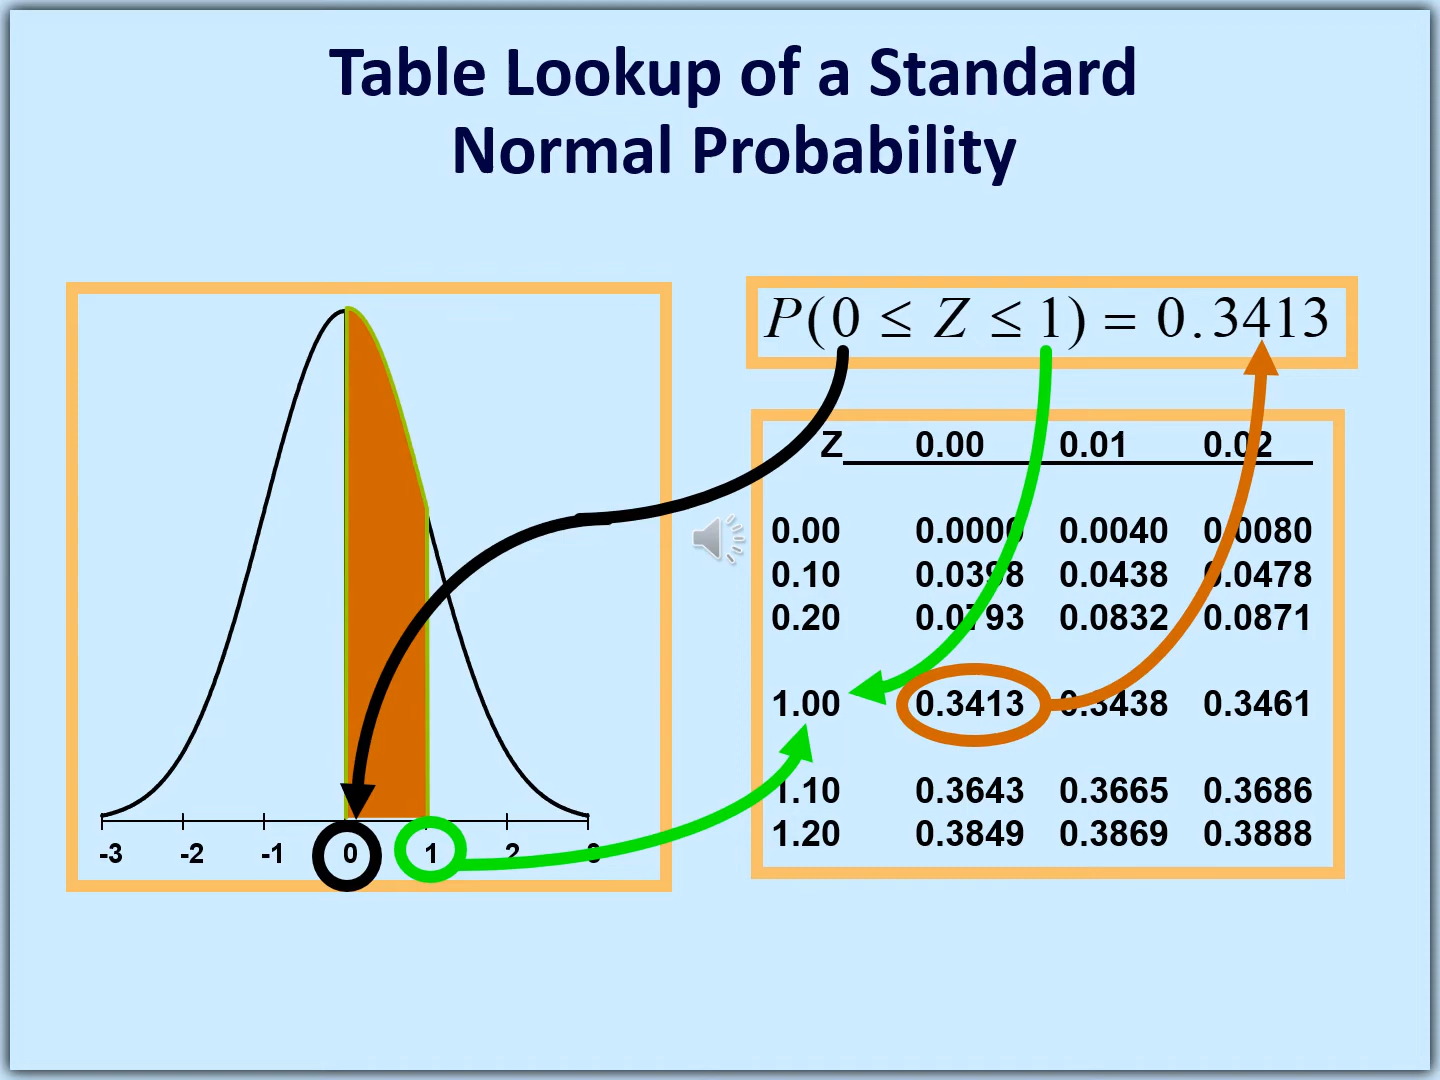 Table Lookup of a Standard
Normal Probability
P(0 ≤ Z ≤ 1) = 0.3413
Z 0.00 0.01 0.02
0.00 0.0000 0.0040 0.0080
0.10 0.0398 0.0438 0.0478
0.20 0.0793 0.0832 0.0871
1.00 0.3413 0.3438 0.3461
1.10 0.3643 0.3665 0.3686
1.20 0.3849 0.3869 0.3888
-3 -2 -1 0 1 2 3